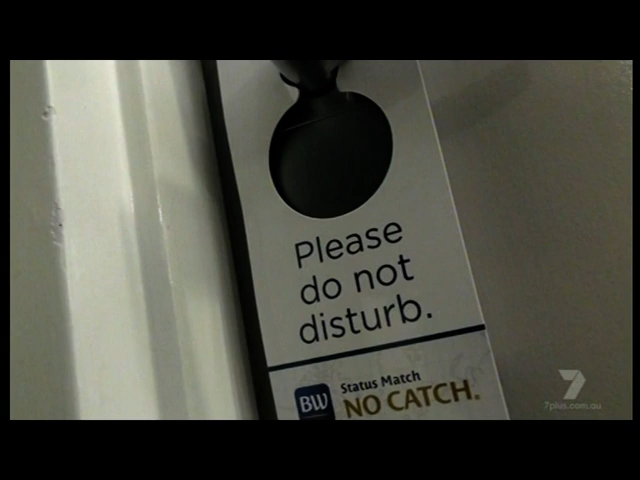 Please
do not
disturb.
BW
Status Match
NO CATCH.
7
7plus.com.au